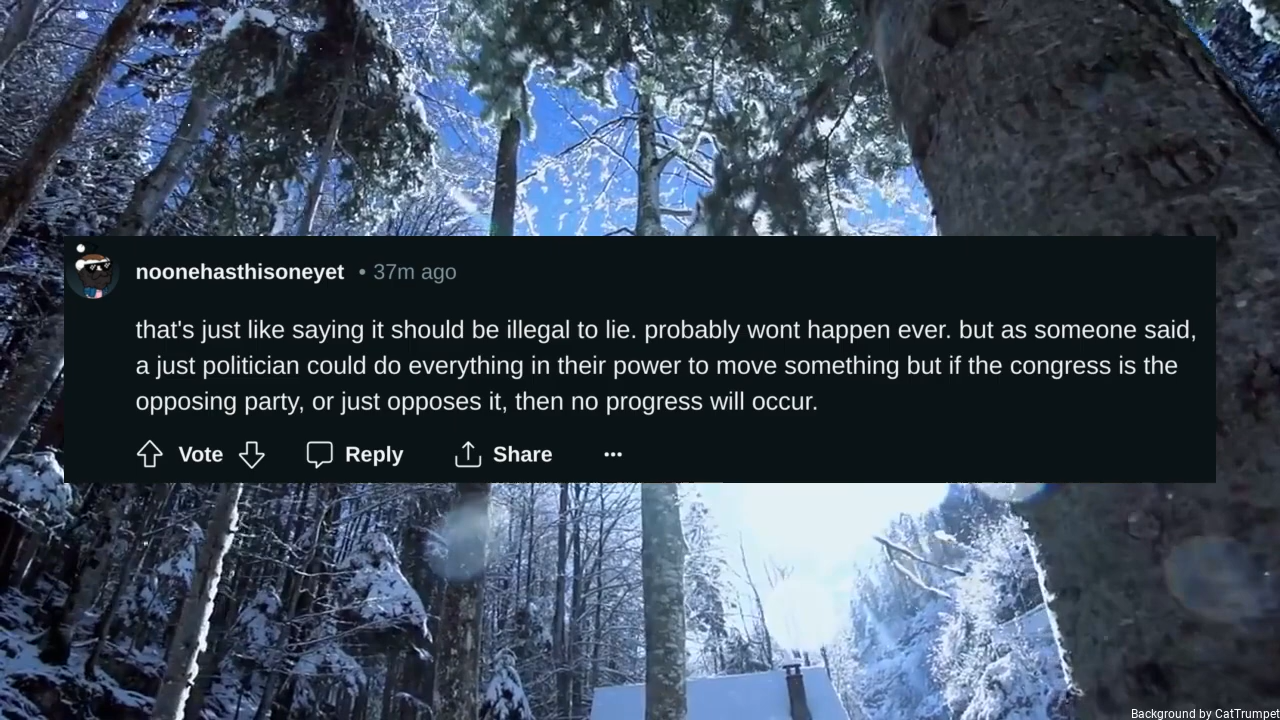 noonehasthisoneyet • 37m ago
that's just like saying it should be illegal to lie. probably wont happen ever. but as someone said,
a just politician could do everything in their power to move something but if the congress is the
opposing party, or just opposes it, then no progress will occur.
Vote Reply Share ...
Background by CatTrumpet